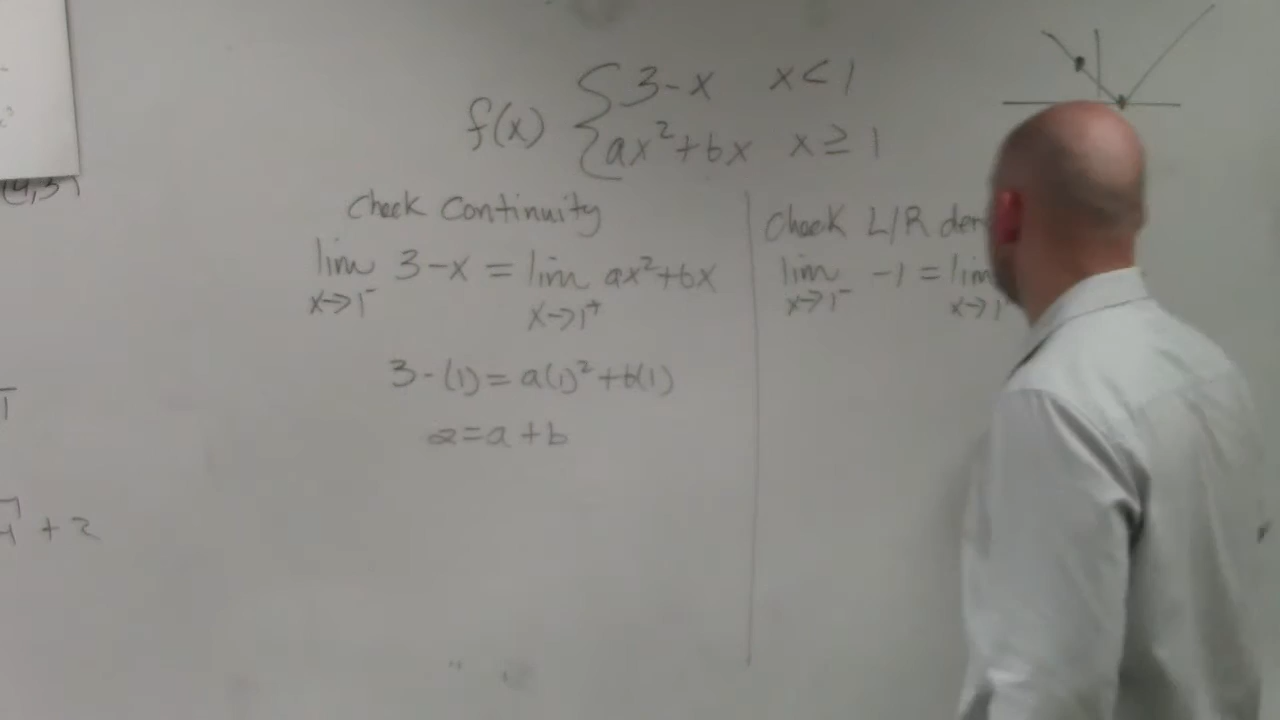 f(x) { 3-x x < 1
ax²+bx x ≥ 1
Check Continuity
lim 3-x = lim ax²+bx
x→1⁻ x→1⁺
3-(1) = a(1)²+b(1)
2=a+b
Check L/R
lim -1 = lim
x→1⁻ x→1
+ 2